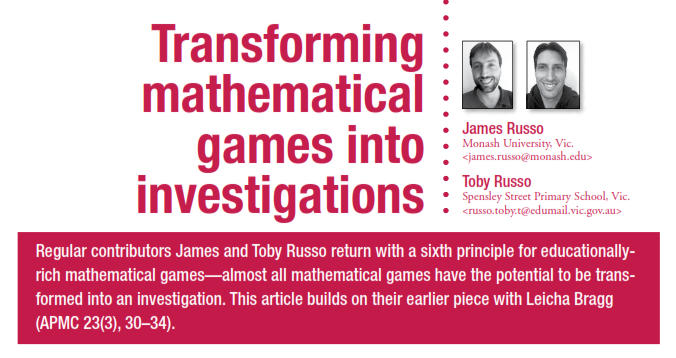 Transforming
mathematical
games into
investigations
James Russo
Monash University, Vic.
<james.russo@monash.edu>
Toby Russo
Spensley Street Primary School, Vic.
<russo.toby.t@edumail.vic.gov.au>
Regular contributors James and Toby Russo return with a sixth principle for educationally-
rich mathematical games—almost all mathematical games have the potential to be trans-
formed into an investigation. This article builds on their earlier piece with Leicha Bragg
(APMC 23(3), 30–34).